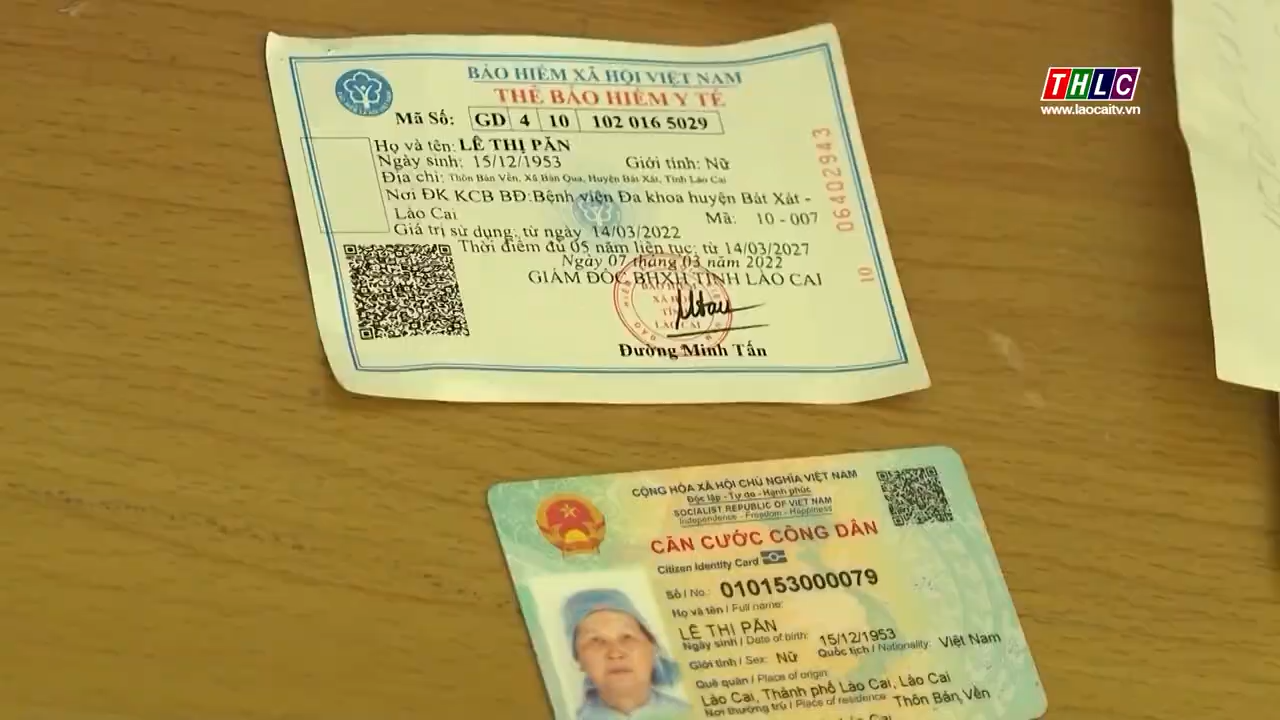 THLC
www.laocaitv.vn
BẢO HIỂM XÃ HỘI VIỆT NAM
THẺ BẢO HIỂM Y TẾ
Mã Số: GD 4 10 102 016 5029
Họ và tên: LÊ THỊ PĂN
Ngày sinh: 15/12/1953 Giới tính: Nữ
Địa chỉ: Thôn Bản Vền, Xã Bản Qua, Huyện Bát Xát, Tỉnh Lào Cai
Nơi ĐK KCB BĐ: Bệnh viện Đa khoa huyện Bát Xát -
Lào Cai Mã: 10 - 007
Giá trị sử dụng: từ ngày 14/03/2022
Thời điểm đủ 05 năm liên tục: từ 14/03/2027
Ngày 07 tháng 03 năm 2022
GIÁM ĐỐC BHXH TỈNH LÀO CAI
Đường Minh Tấn
10 06402943
CỘNG HÒA XÃ HỘI CHỦ NGHĨA VIỆT NAM
Độc lập - Tự do - Hạnh phúc
SOCIALIST REPUBLIC OF VIET NAM
Independence - Freedom - Happiness
CĂN CƯỚC CÔNG DÂN
Citizen Identity Card
Số / No.: 010153000079
Họ và tên / Full name:
LÊ THỊ PĂN
Ngày sinh / Date of birth: 15/12/1953
Giới tính / Sex: Nữ Quốc tịch / Nationality: Việt Nam
Quê quán / Place of origin:
Lào Cai, Thành phố Lào Cai, Lào Cai
Nơi thường trú / Place of residence: Thôn Bản Vền